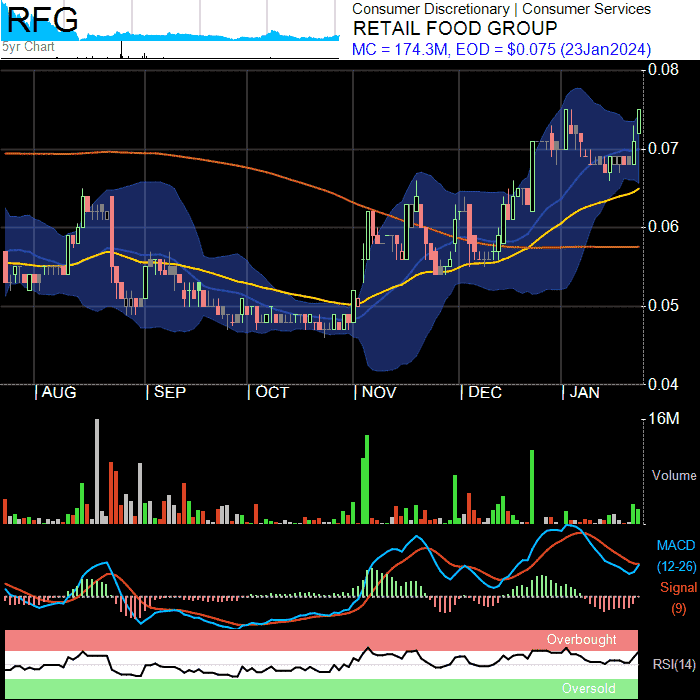 RFG
5yr Chart
Consumer Discretionary | Consumer Services
RETAIL FOOD GROUP
MC = 174.3M, EOD = $0.075 (23Jan2024)
0.08
0.07
0.06
0.05
0.04
| AUG | SEP | OCT | NOV | DEC | JAN
16M
Volume
MACD
(12-26)
Signal
(9)
Overbought
RSI(14)
Oversold